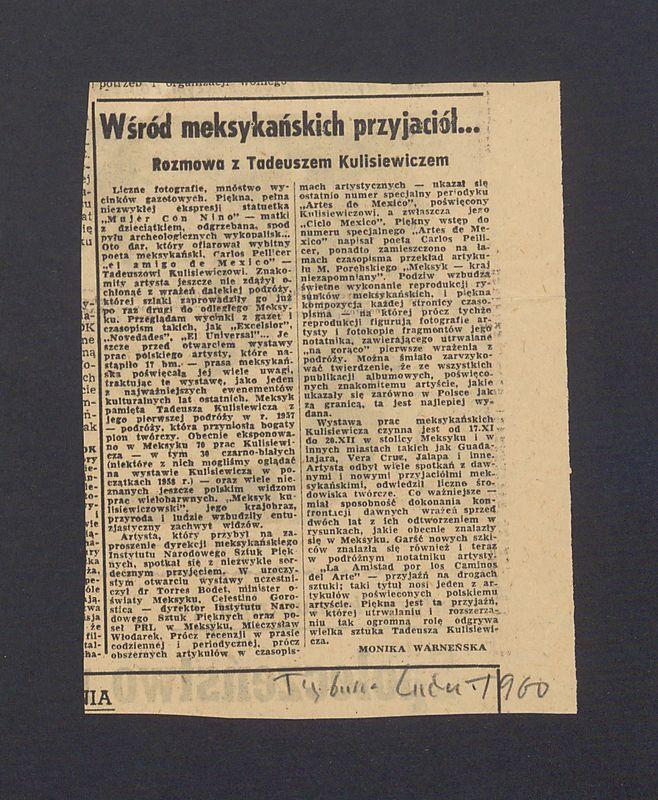 potrzeb i organizacji wolnego
Wśród meksykańskich przyjaciół...
Rozmowa z Tadeuszem Kulisiewiczem
Liczne fotografie, mnóstwo wy-
cinków gazetowych. Piękna, pełna
niezwykłej ekspresji statuetka
„Mujer con Nino” — matki
z dzieciątkiem, odgrzebana, spod
pyłu archeologicznych wykopalisk...
Oto dar, który ofiarował wybitny
poeta meksykański, Carlos Pellicer
„el amigo de Mexico” —
Tadeuszowi Kulisiewiczowi. Znako-
mity artysta jeszcze nie zdążył o-
chłonąć z wrażeń dalekiej podróży,
której szlaki zaprowadziły go już
po raz drugi do odległego Meksy-
ku. Przeglądam wycinki z gazet i
czasopism takich, jak „Excelsior”,
„Novedades”, „El Universal”... Je
szcze przed otwarciem wystawy
prac polskiego artysty, które na-
stąpiło 17 bm. — prasa meksykań-
ska poświęcała jej wiele uwagi,
traktując tę wystawę, jako jeden
z najważniejszych ewenementów
kulturalnych lat ostatnich. Meksyk
pamięta Tadeusza Kulisiewicza z
jego pierwszej podróży w r. 1957
— podróży, która przyniosła bogaty
plon twórczy. Obecnie eksponowa-
no w Meksyku 70 prac Kulisiewi-
cza — w tym 30 czarno-białych
(niektóre z nich mogliśmy oglądać
na wystawie Kulisiewicza w po-
czątkach 1958 r.) — oraz wiele nie-
znanych jeszcze polskim widzom
prac wielobarwnych. „Meksyk ku-
lisiewiczowski”, jego krajobraz,
przyroda i ludzie wzbudziły entu-
zjastyczny zachwyt widzów.
Artysta, który przybył na za-
proszenie dyrekcji meksykańskiego
Instytutu Narodowego Sztuk Pięk-
nych, spotkał się z niezwykle ser-
decznym przyjęciem. W uroczy-
stym otwarciu wystawy uczestni-
czył dr Torres Bodet, minister o-
światy Meksyku, Celestino Goro-
stica — dyrektor Instytutu Naro-
dowego Sztuk Pięknych oraz po-
seł PRL w Meksyku, Mieczysław
Włodarek. Prócz recenzji w prasie
codziennej i periodycznej, prócz
obszernych artykułów w czasopis-
mach artystycznych — ukazał się
ostatnio numer specjalny periodyku
„Artes de Mexico”, poświęcony
Kulisiewiczowi, a zwłaszcza jego
„Ciclo Mexico”. Piękny wstęp do
numeru specjalnego „Artes de Me-
xico” napisał poeta Carlos Pelli-
cer, ponadto zamieszczono na ła-
mach czasopisma przekład artyku-
łu M. Porębskiego „Meksyk — kraj
niezapomniany”. Podziw wzbudza
świetne wykonanie reprodukcji ry-
sunków meksykańskich, i piękna
kompozycja każdej stronicy czaso-
pisma — na której prócz tychże
reprodukcji figurują fotografie ar-
tysty i fotokopie fragmentów jego
notatnika, zawierającego utrwalane
„na gorąco” pierwsze wrażenia z
podróży. Można śmiało zaryzyko-
wać twierdzenie, że ze wszystkich
publikacji albumowych, poświęco-
nych znakomitemu artyście, jakie
ukazały się zarówno w Polsce jak
za granicą, ta jest najlepiej wy-
dana.
Wystawa prac meksykańskich
Kulisiewicza czynna jest od 17.XI
do 20.XII w stolicy Meksyku i w
innych miastach takich jak Guada-
lajara, Vera Cruz, Jalapa i inne.
Artysta odbył wiele spotkań z daw-
nymi i nowymi przyjaciółmi mek-
sykańskimi, odwiedzili liczne śro-
dowiska twórcze. Co ważniejsze —
miał sposobność dokonania kon-
frontacji dawnych wrażeń sprzed
dwóch lat z ich odtworzeniem w
rysunkach, jakie obecnie znalazły
się w Meksyku. Garść nowych szki-
ców znalazła się również i teraz
w podróżnym notatniku artysty.
„La Amistad por los Caminos
del Arte” — przyjaźń na drogach
sztuki; taki tytuł nosi jeden z ar-
tykułów poświęconych polskiemu
artyście. Piękna jest ta przyjaźń,
w której utrwalaniu i rozszerza-
niu tak ogromną rolę odgrywa
wielka sztuka Tadeusza Kulisiewi-
cza.
MONIKA WARNEŃSKA
NIA
Trybuna Ludu 1960